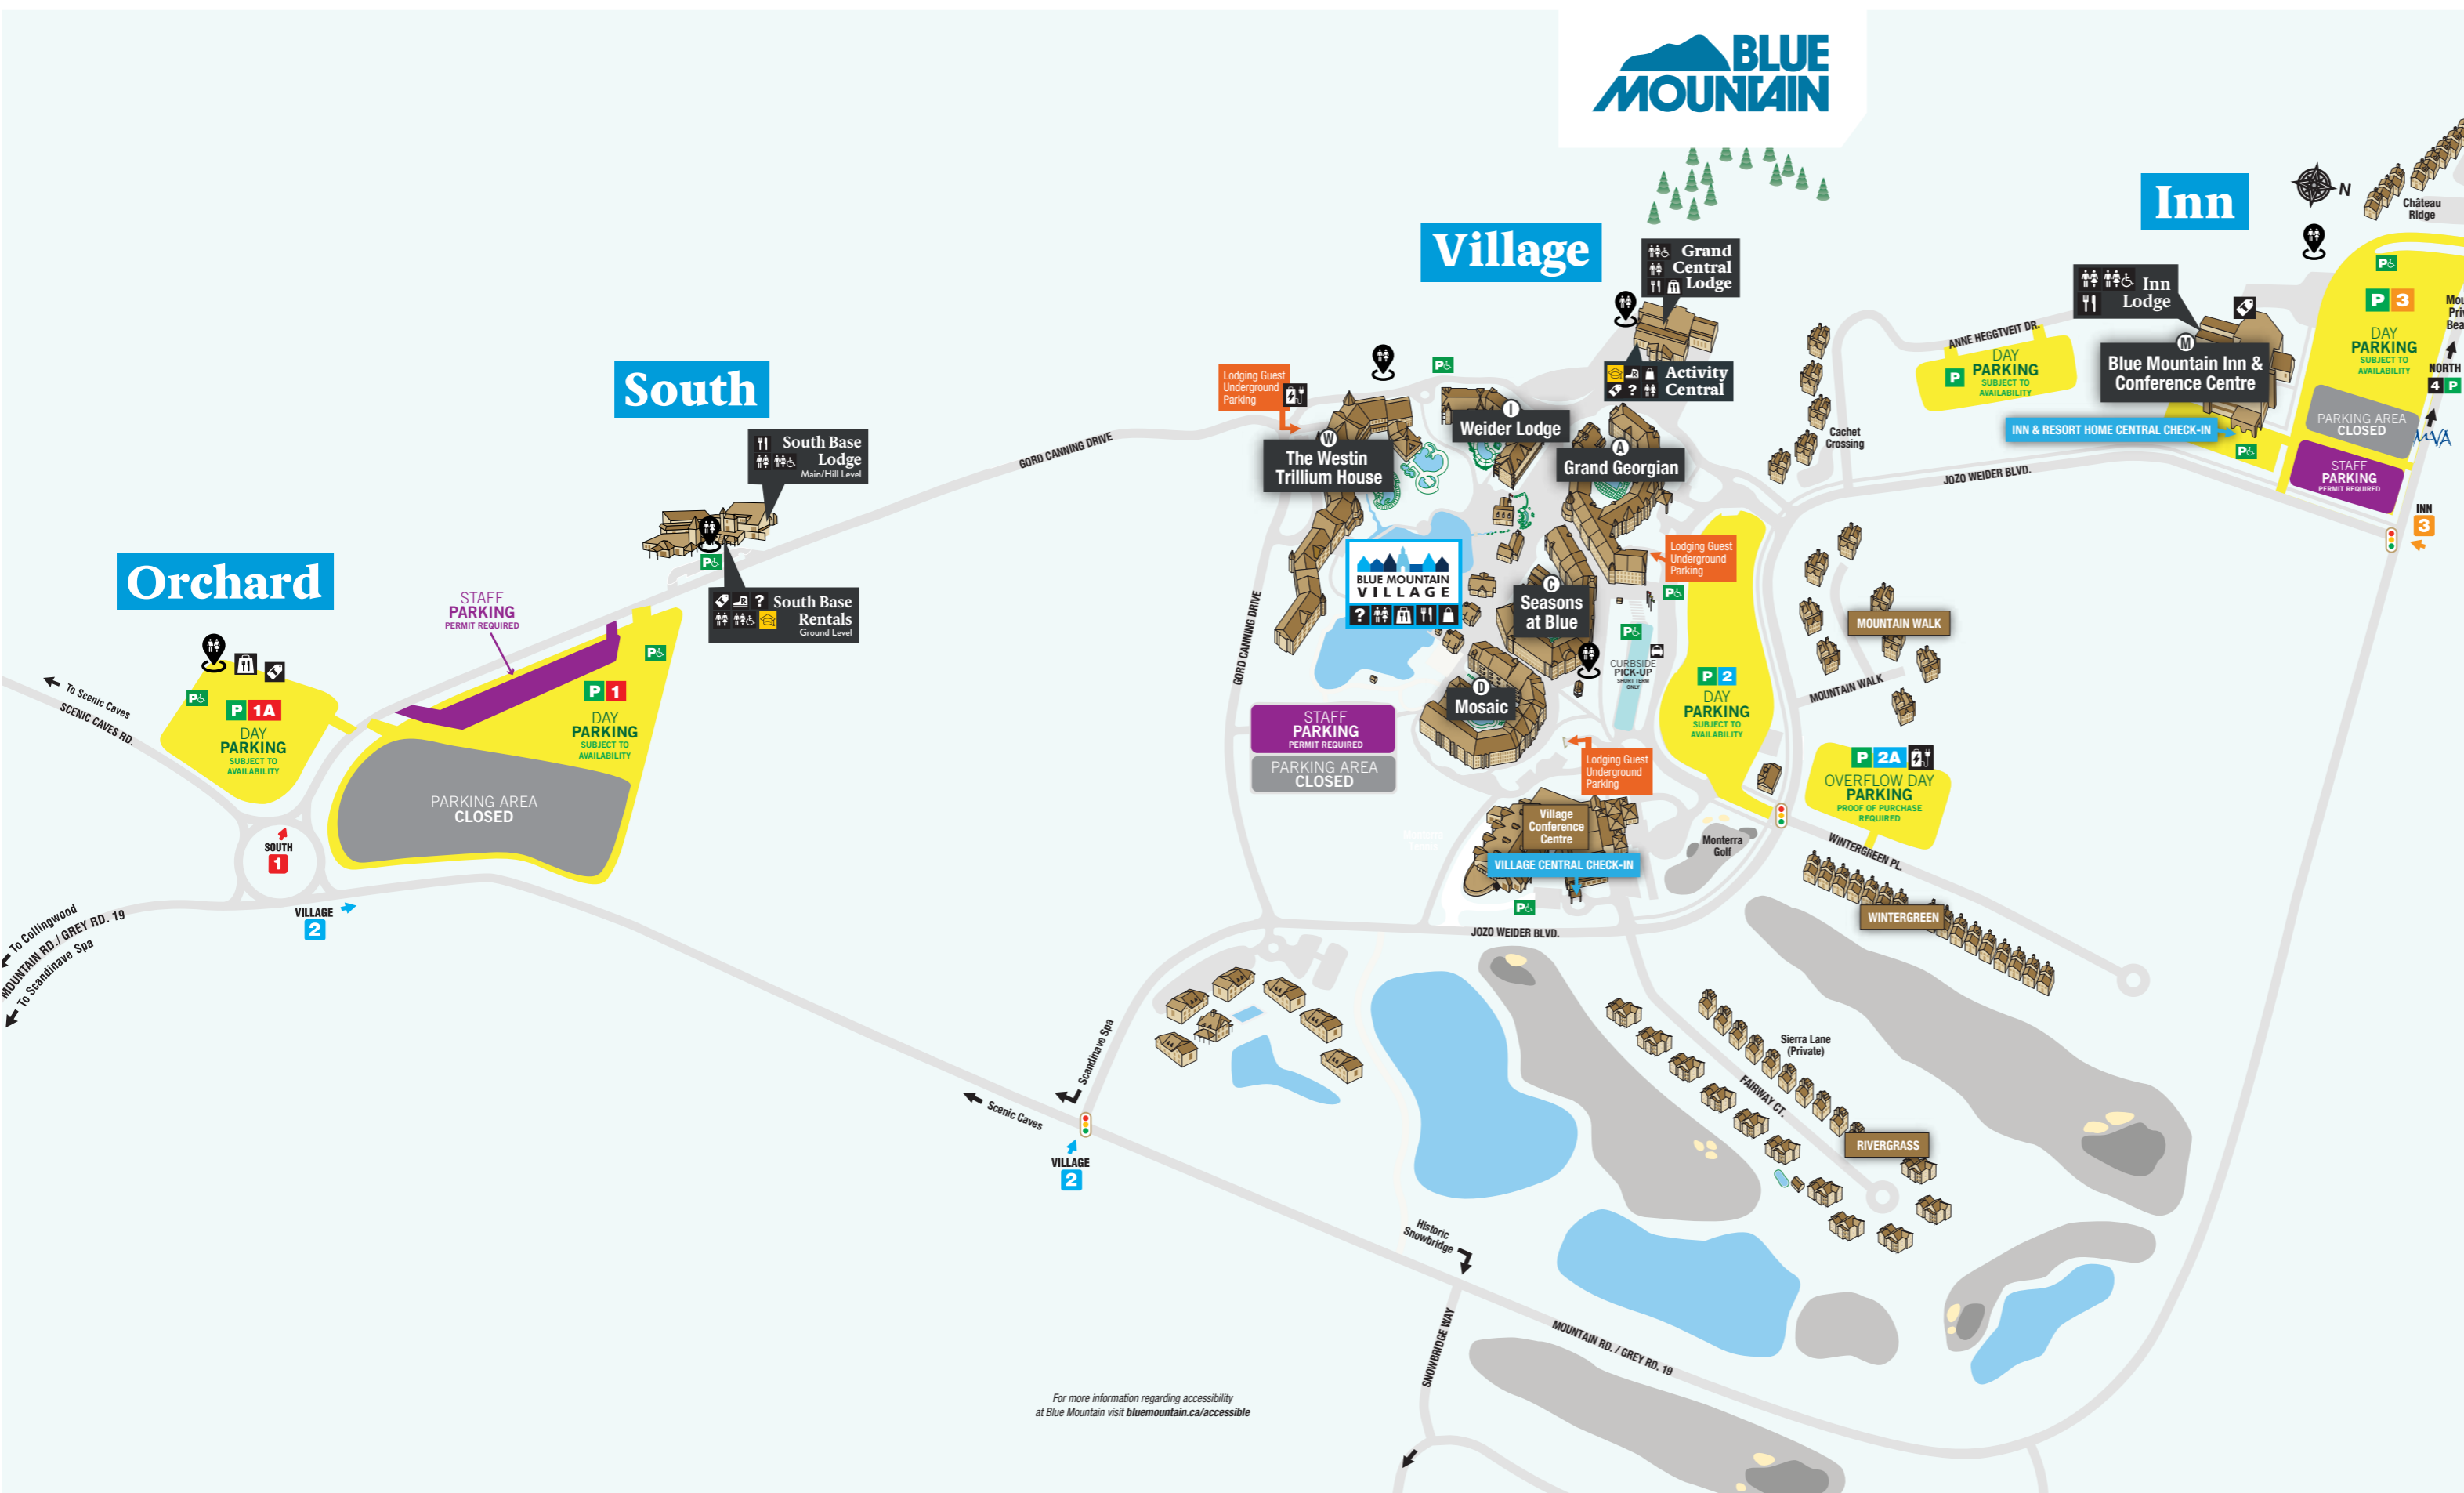 BLUE
MOUNTAIN
Inn
N
Château
Ridge
Village
Grand
Central
Lodge
Inn
Lodge
P 3
DAY
PARKING
SUBJECT TO
AVAILABILITY
NORTH
4 P
ANNE HEGGTVEIT DR.
DAY
P PARKING
SUBJECT TO
AVAILABILITY
M
Blue Mountain Inn &
Conference Centre
PARKING AREA
CLOSED
INN & RESORT HOME CENTRAL CHECK-IN
STAFF
PARKING
PERMIT REQUIRED
INN
3
South
Lodging Guest
Underground
Parking
Activity
Central
I
Weider Lodge
W
The Westin
Trillium House
A
Grand Georgian
Cachet
Crossing
JOZO WEIDER BLVD.
GORD CANNING DRIVE
South Base
Lodge
Main/Hill Level
Orchard
STAFF
PARKING
PERMIT REQUIRED
? South Base
Rentals
Ground Level
BLUE MOUNTAIN
VILLAGE
?
Lodging Guest
Underground
Parking
C
Seasons
at Blue
MOUNTAIN WALK
GORD CANNING DRIVE
CURBSIDE
PICK-UP
SHORT TERM
ONLY
MOUNTAIN WALK
To Scenic Caves
SCENIC CAVES RD.
P 1A
DAY
PARKING
SUBJECT TO
AVAILABILITY
P 1
DAY
PARKING
SUBJECT TO
AVAILABILITY
D
Mosaic
P 2
DAY
PARKING
SUBJECT TO
AVAILABILITY
STAFF
PARKING
PERMIT REQUIRED
PARKING AREA
CLOSED
PARKING AREA
CLOSED
Lodging Guest
Underground
Parking
P 2A
OVERFLOW DAY
PARKING
PROOF OF PURCHASE
REQUIRED
SOUTH
1
Village
Conference
Centre
VILLAGE CENTRAL CHECK-IN
Monterra
Golf
WINTERGREEN PL.
WINTERGREEN
VILLAGE
2
To Collingwood
MOUNTAIN RD./ GREY RD. 19
To Scandinave Spa
JOZO WEIDER BLVD.
Scandinave Spa
Scenic Caves
VILLAGE
2
Sierra Lane
(Private)
FAIRWAY CT.
RIVERGRASS
Historic
Snowbridge
SNOWBRIDGE WAY
MOUNTAIN RD. / GREY RD. 19
For more information regarding accessibility
at Blue Mountain visit bluemountain.ca/accessible